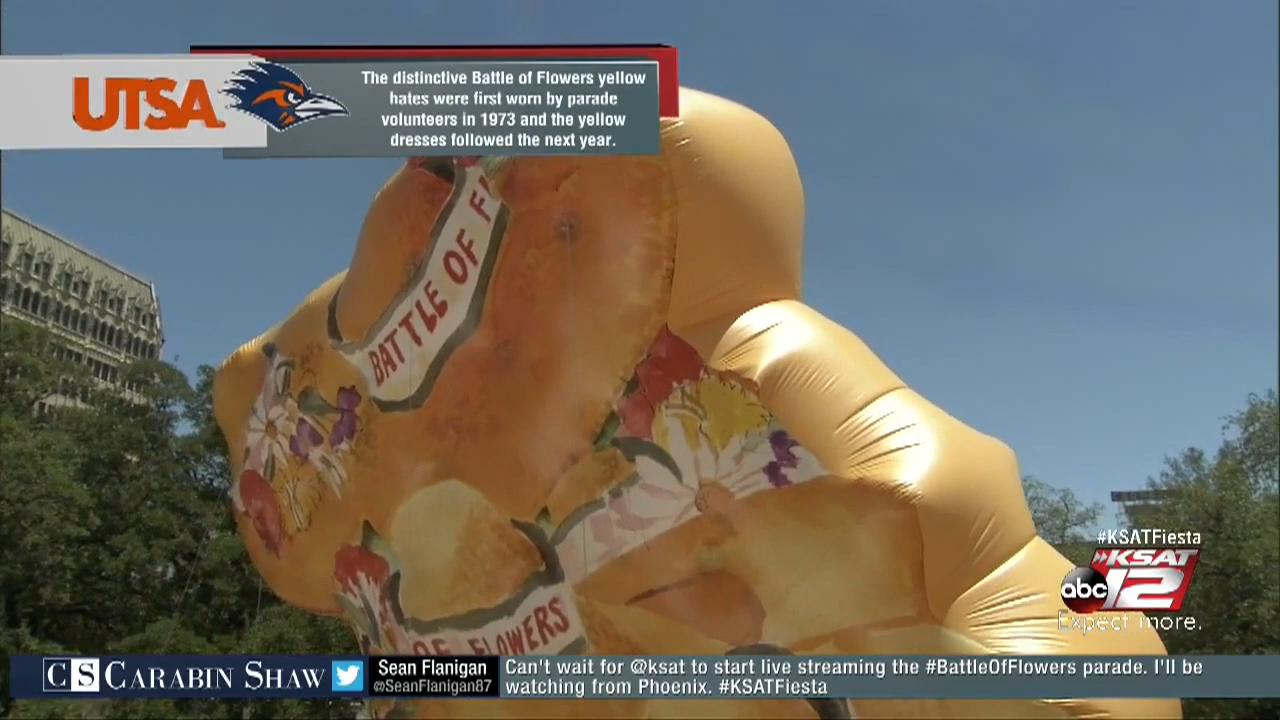 UTSA
The distinctive Battle of Flowers yellow
hates were first worn by parade
volunteers in 1973 and the yellow
dresses followed the next year.
BATTLE OF
OF FLOWERS
#KSATFiesta
KSAT
abc 12
Expect more.
CS CARABIN SHAW
Sean Flanigan
@SeanFlanigan87
Can't wait for @ksat to start live streaming the #BattleOfFlowers parade. I'll be
watching from Phoenix. #KSATFiesta